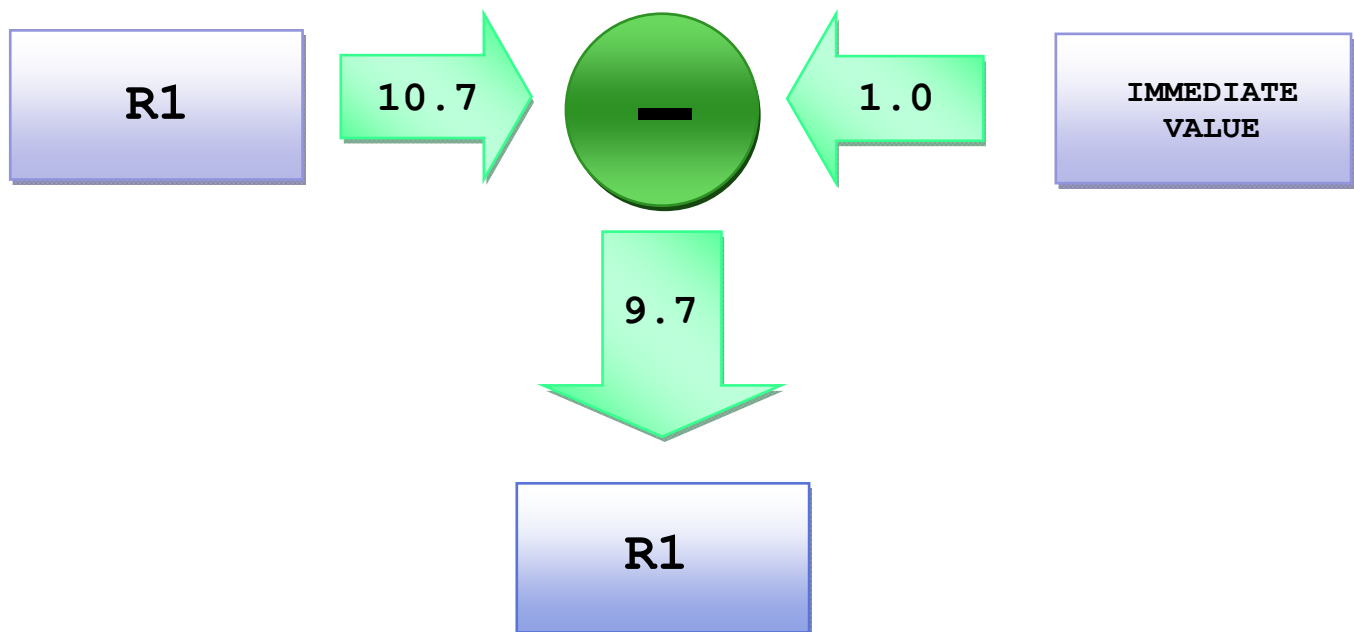 R1
10.7
–
1.0
IMMEDIATE
VALUE
9.7
R1